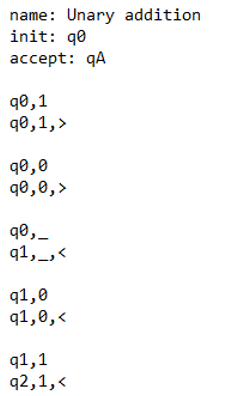 name: Unary addition
init: q0
accept: qA
q0,1
q0,1,>
q0,0
q0,0,>
q0,_
q1,_,<
q1,0
q1,0,<
q1,1
q2,1,<